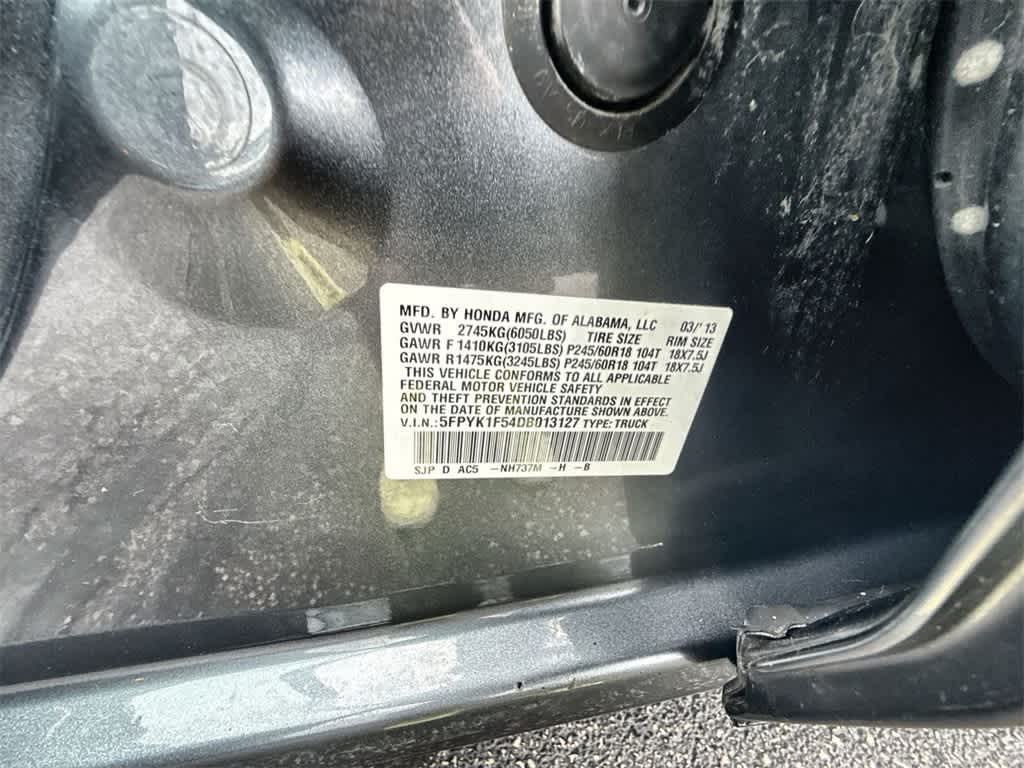 MFD. BY HONDA MFG. OF ALABAMA, LLC 03/'13
GVWR 2745KG(6050LBS) TIRE SIZE RIM SIZE
GAWR F1410KG(3105LBS) P245/60R18 104T 18X7.5J
GAWR R1475KG(3245LBS) P245/60R18 104T 18X7.5J
THIS VEHICLE CONFORMS TO ALL APPLICABLE
FEDERAL MOTOR VEHICLE SAFETY
AND THEFT PREVENTION STANDARDS IN EFFECT
ON THE DATE OF MANUFACTURE SHOWN ABOVE.
V.I.N.:5FPYK1F54DB013127 TYPE: TRUCK
SJP D AC5 -NH737M -H -B